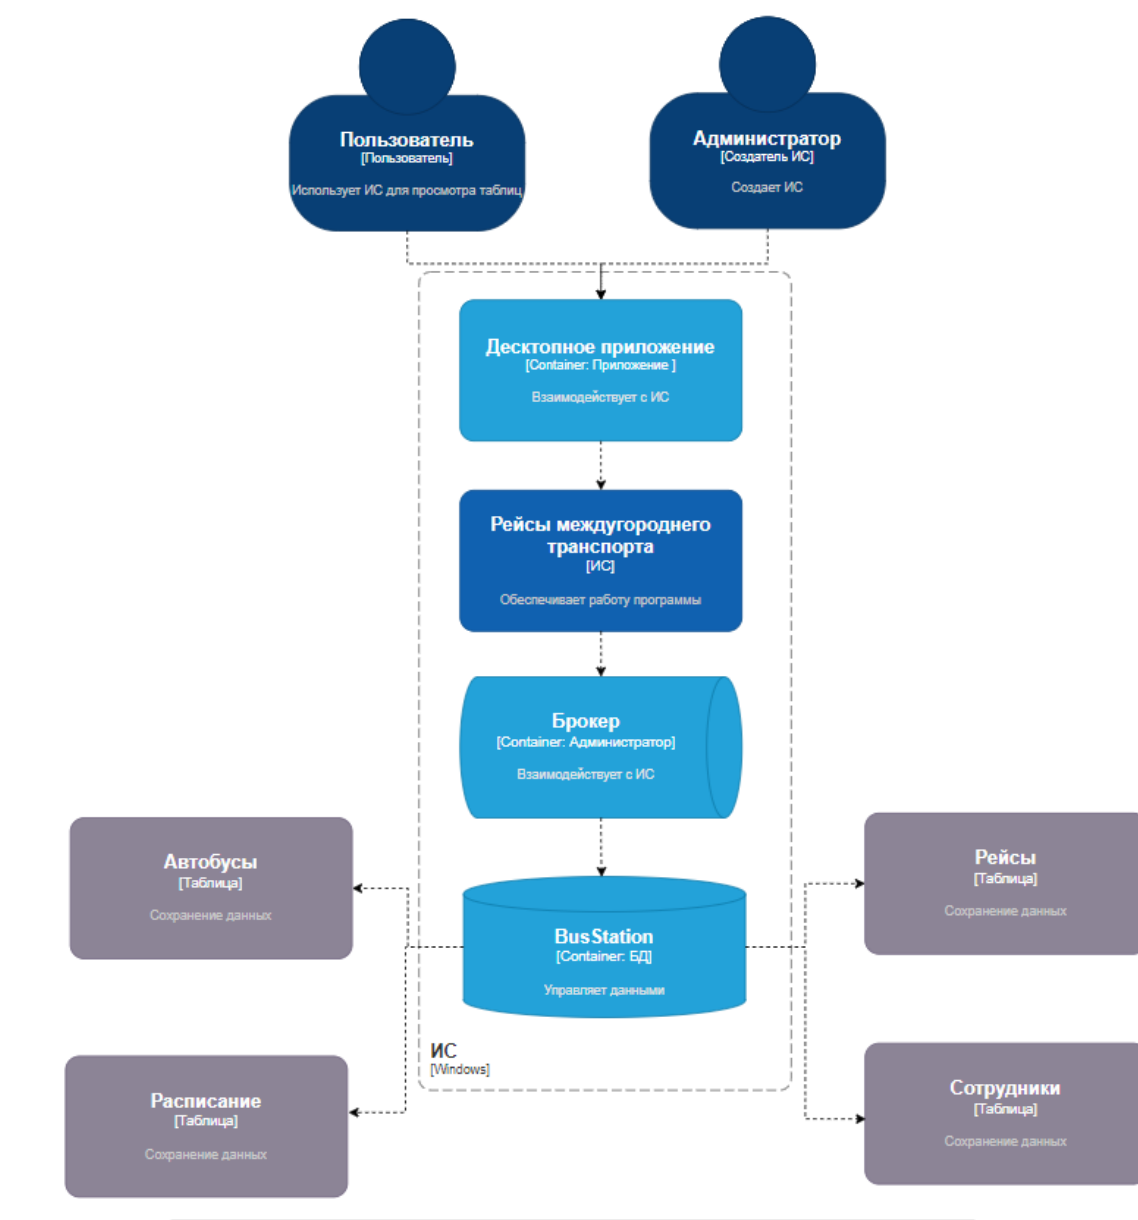 Пользователь
[Пользователь]
Использует ИС для просмотра таблиц
Администратор
[Создатель ИС]
Создает ИС
Десктопное приложение
[Container: Приложение ]
Взаимодействует с ИС
Рейсы междугороднего
транспорта
[ИС]
Обеспечивает работу программы
Брокер
[Container: Администратор]
Взаимодействует с ИС
Автобусы
[Таблица]
Сохранение данных
Рейсы
[Таблица]
Сохранение данных
BusStation
[Container: БД]
Управляет данными
ИС
[Windows]
Расписание
[Таблица]
Сохранение данных
Сотрудники
[Таблица]
Сохранение данных